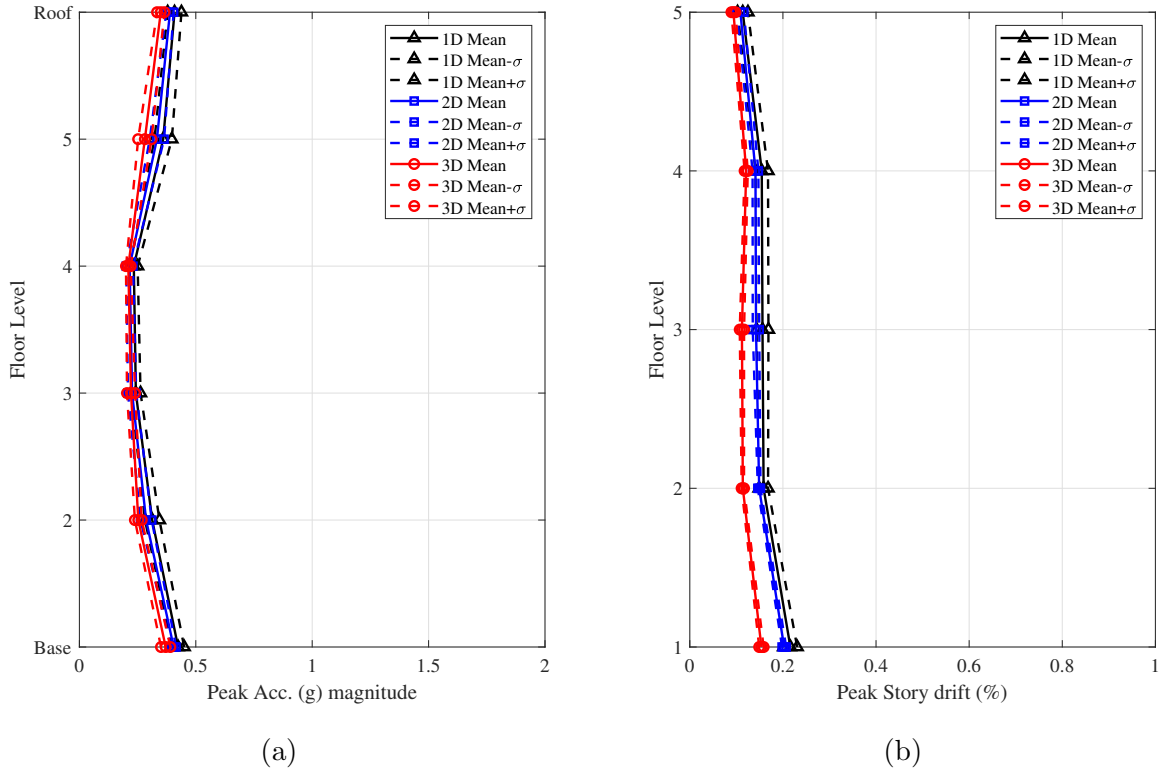 Roof
5
4
3
2
Base
0
0.5
1
1.5
2
Floor Level
Peak Acc. (g) magnitude
1D Mean
1D Mean-σ
1D Mean+σ
2D Mean
2D Mean-σ
2D Mean+σ
3D Mean
3D Mean-σ
3D Mean+σ
(a)
5
4
3
2
1
0
0.2
0.4
0.6
0.8
1
Floor Level
Peak Story drift (%)
1D Mean
1D Mean-σ
1D Mean+σ
2D Mean
2D Mean-σ
2D Mean+σ
3D Mean
3D Mean-σ
3D Mean+σ
(b)